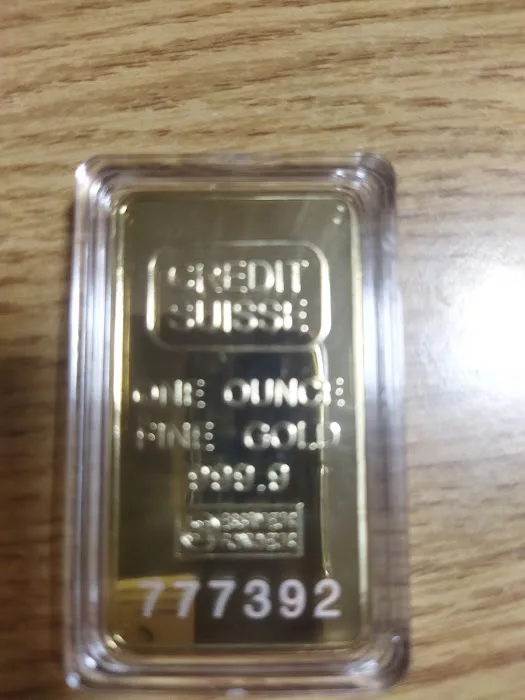 CREDIT
SUISSE
ONE OUNCE
FINE GOLD
999.9
777392